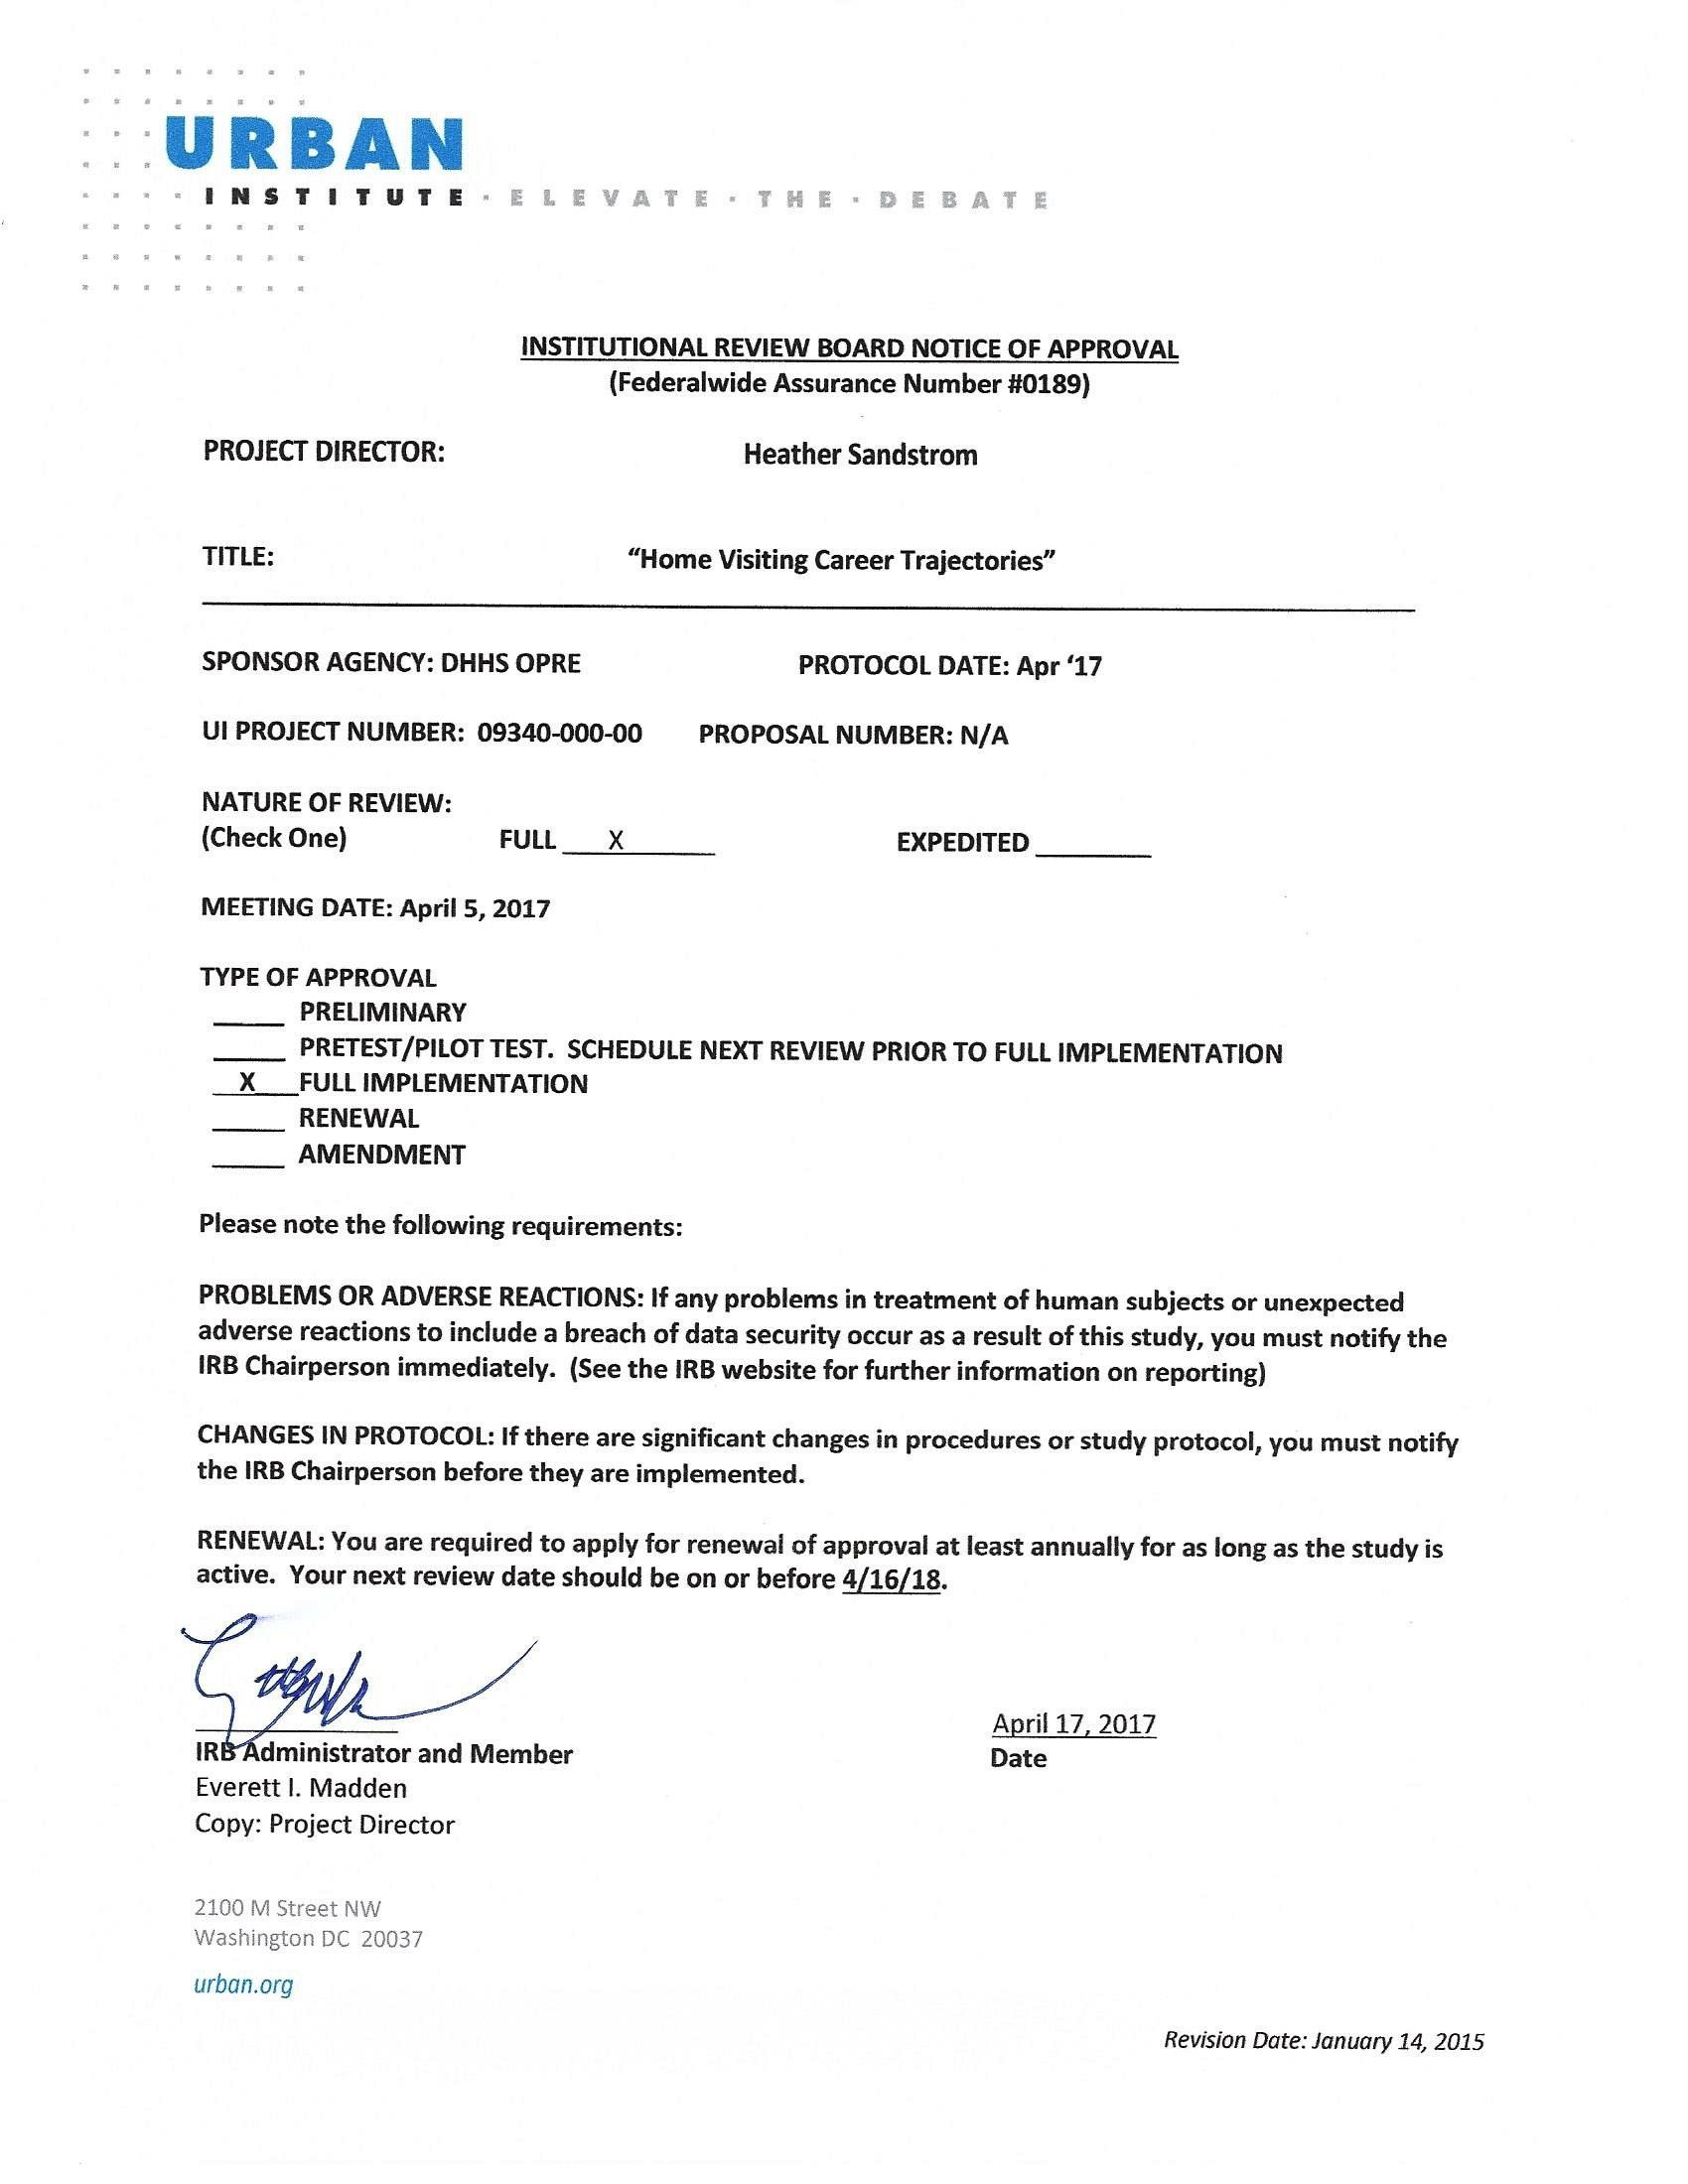 URBAN
INSTITUTE · ELEVATE · THE · DEBATE
INSTITUTIONAL REVIEW BOARD NOTICE OF APPROVAL
(Federalwide Assurance Number #0189)
PROJECT DIRECTOR: Heather Sandstrom
TITLE: “Home Visiting Career Trajectories”
SPONSOR AGENCY: DHHS OPRE PROTOCOL DATE: Apr ‘17
UI PROJECT NUMBER: 09340-000-00 PROPOSAL NUMBER: N/A
NATURE OF REVIEW:
(Check One) FULL X EXPEDITED
MEETING DATE: April 5, 2017
TYPE OF APPROVAL
PRELIMINARY
PRETEST/PILOT TEST. SCHEDULE NEXT REVIEW PRIOR TO FULL IMPLEMENTATION
X FULL IMPLEMENTATION
RENEWAL
AMENDMENT
Please note the following requirements:
PROBLEMS OR ADVERSE REACTIONS: If any problems in treatment of human subjects or unexpected
adverse reactions to include a breach of data security occur as a result of this study, you must notify the
IRB Chairperson immediately. (See the IRB website for further information on reporting)
CHANGES IN PROTOCOL: If there are significant changes in procedures or study protocol, you must notify
the IRB Chairperson before they are implemented.
RENEWAL: You are required to apply for renewal of approval at least annually for as long as the study is
active. Your next review date should be on or before 4/16/18.
April 17, 2017
IRB Administrator and Member Date
Everett I. Madden
Copy: Project Director
2100 M Street NW
Washington DC 20037
urban.org
Revision Date: January 14, 2015